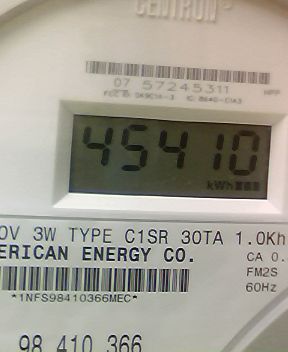 CENTRON®
07 57245311
45410
kWh
0V 3W TYPE C1SR 30TA 1.0Kh
ERICAN ENERGY CO. CA 0.
FM2S
*1NFS98410366MEC* 60Hz
98 410 366